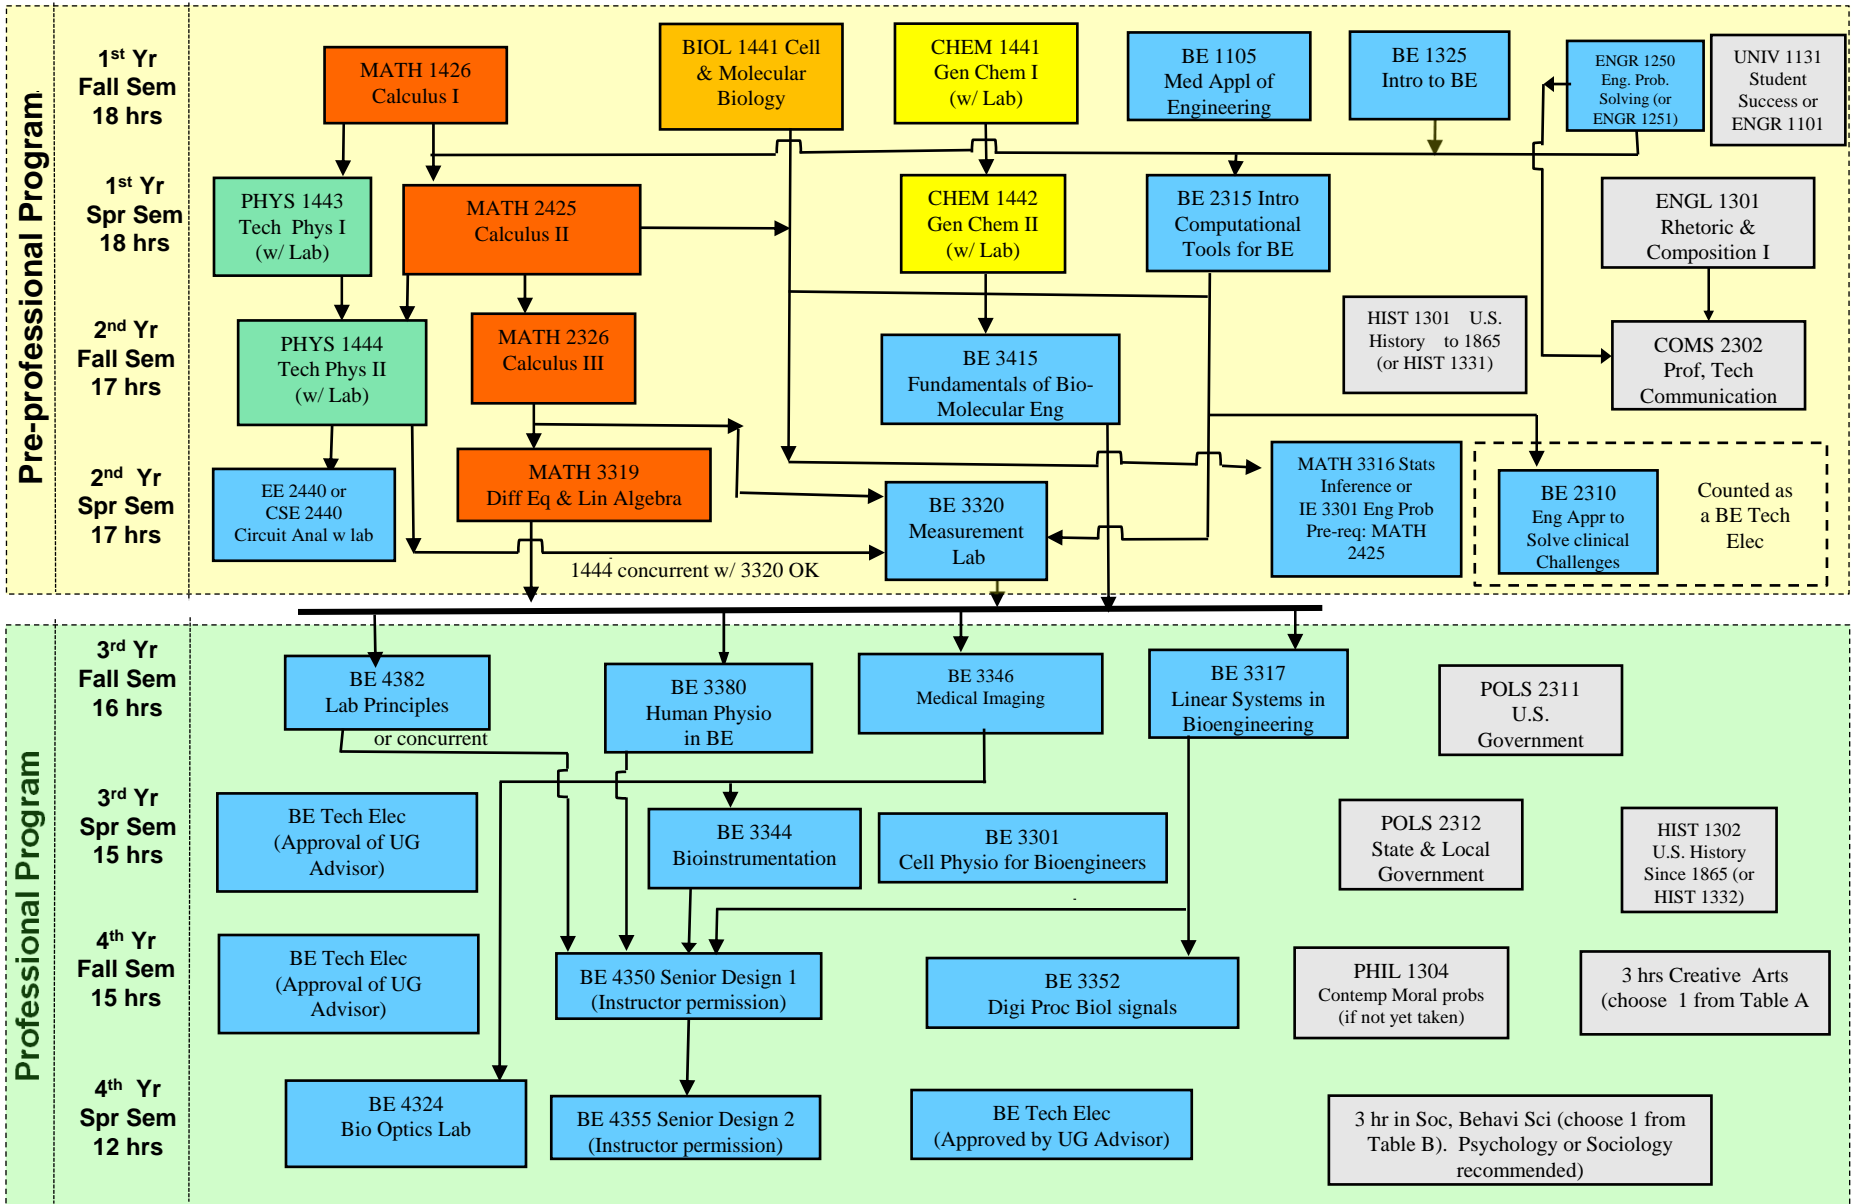 Pre-professional Program
1st Yr
Fall Sem
18 hrs
MATH 1426
Calculus I
BIOL 1441 Cell
& Molecular
Biology
CHEM 1441
Gen Chem I
(w/ Lab)
BE 1105
Med Appl of
Engineering
BE 1325
Intro to BE
ENGR 1250
Eng. Prob.
Solving (or
ENGR 1251)
UNIV 1131
Student
Success or
ENGR 1101
1st Yr
Spr Sem
18 hrs
PHYS 1443
Tech Phys I
(w/ Lab)
MATH 2425
Calculus II
CHEM 1442
Gen Chem II
(w/ Lab)
BE 2315 Intro
Computational
Tools for BE
ENGL 1301
Rhetoric &
Composition I
2nd Yr
Fall Sem
17 hrs
PHYS 1444
Tech Phys II
(w/ Lab)
MATH 2326
Calculus III
BE 3415
Fundamentals of Bio-
Molecular Eng
HIST 1301 U.S.
History to 1865
(or HIST 1331)
COMS 2302
Prof, Tech
Communication
2nd Yr
Spr Sem
17 hrs
EE 2440 or
CSE 2440
Circuit Anal w lab
MATH 3319
Diff Eq & Lin Algebra
BE 3320
Measurement
Lab
1444 concurrent w/ 3320 OK
MATH 3316 Stats
Inference or
IE 3301 Eng Prob
Pre-req: MATH
2425
BE 2310
Eng Appr to
Solve clinical
Challenges
Counted as
a BE Tech
Elec
Professional Program
3rd Yr
Fall Sem
16 hrs
BE 4382
Lab Principles
or concurrent
BE 3380
Human Physio
in BE
BE 3346
Medical Imaging
BE 3317
Linear Systems in
Bioengineering
POLS 2311
U.S.
Government
3rd Yr
Spr Sem
15 hrs
BE Tech Elec
(Approval of UG
Advisor)
BE 3344
Bioinstrumentation
BE 3301
Cell Physio for Bioengineers
POLS 2312
State & Local
Government
HIST 1302
U.S. History
Since 1865 (or
HIST 1332)
4th Yr
Fall Sem
15 hrs
BE Tech Elec
(Approval of UG
Advisor)
BE 4350 Senior Design 1
(Instructor permission)
BE 3352
Digi Proc Biol signals
PHIL 1304
Contemp Moral probs
(if not yet taken)
3 hrs Creative Arts
(choose 1 from Table A
4th Yr
Spr Sem
12 hrs
BE 4324
Bio Optics Lab
BE 4355 Senior Design 2
(Instructor permission)
BE Tech Elec
(Approved by UG Advisor)
3 hr in Soc, Behavi Sci (choose 1 from
Table B). Psychology or Sociology
recommended)